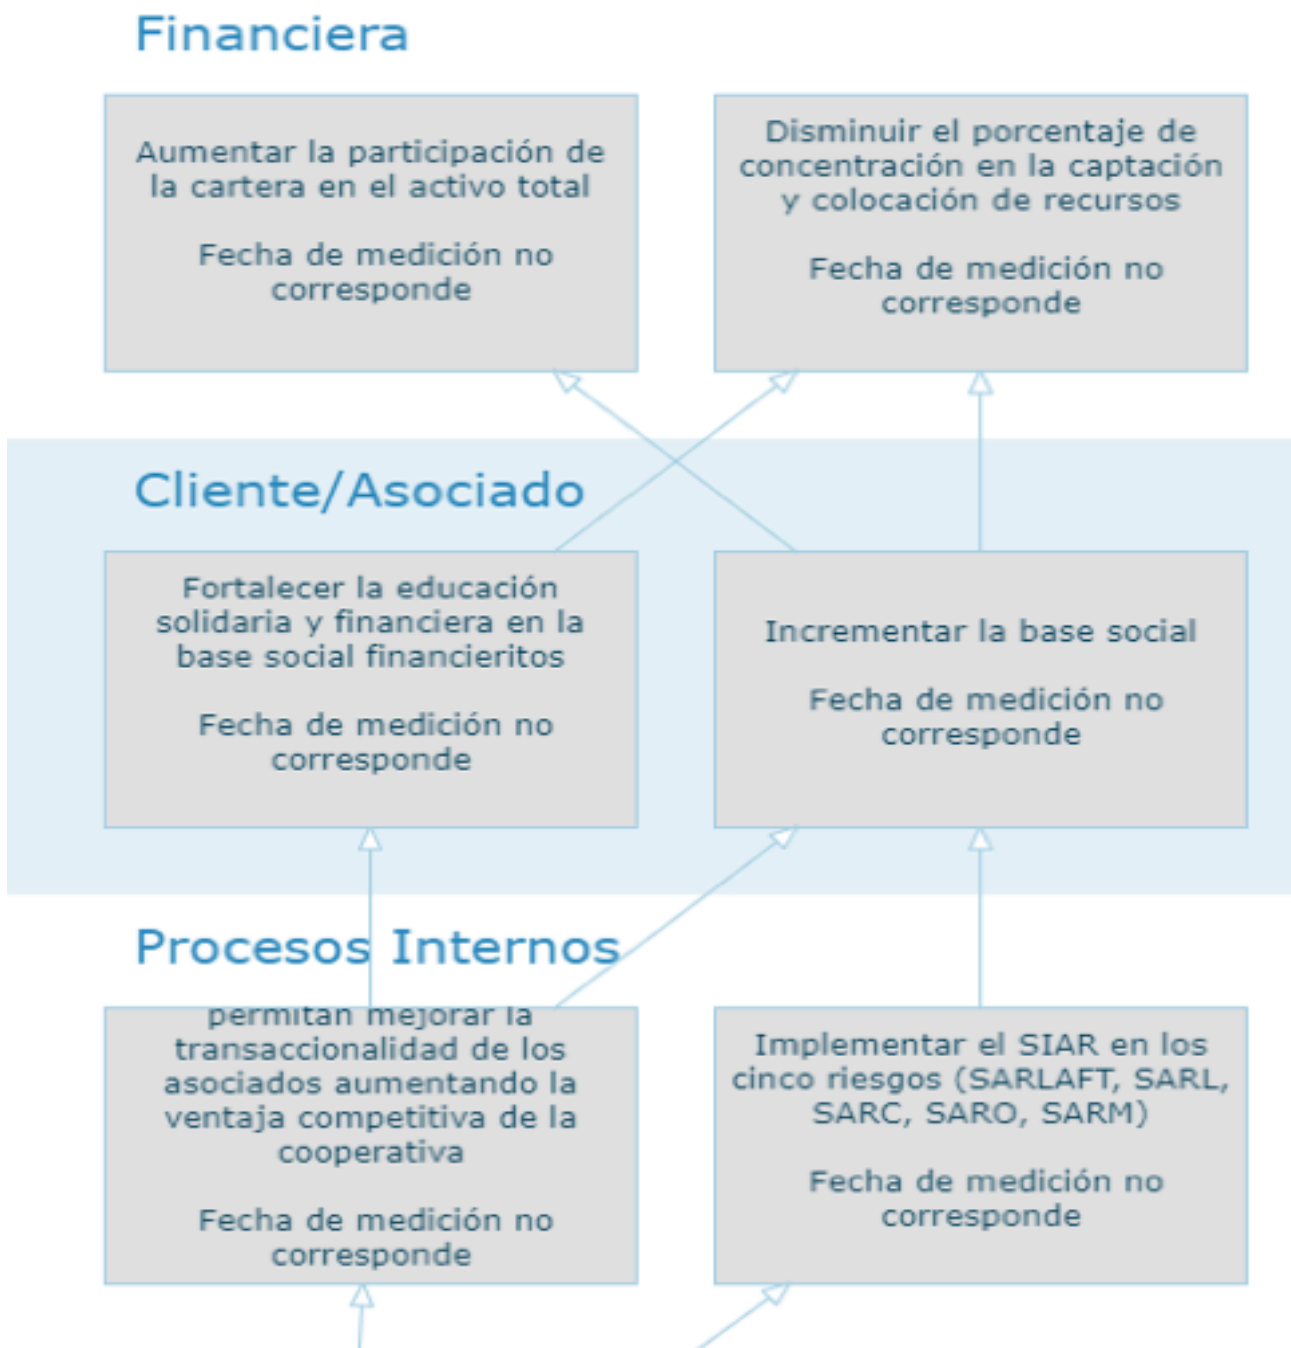 Financiera
Aumentar la participación de
la cartera en el activo total
Fecha de medición no
corresponde
Disminuir el porcentaje de
concentración en la captación
y colocación de recursos
Fecha de medición no
corresponde
Cliente/Asociado
Fortalecer la educación
solidaria y financiera en la
base social financieritos
Fecha de medición no
corresponde
Incrementar la base social
Fecha de medición no
corresponde
Procesos Internos
permitan mejorar la
transaccionalidad de los
asociados aumentando la
ventaja competitiva de la
cooperativa
Fecha de medición no
corresponde
Implementar el SIAR en los
cinco riesgos (SARLAFT, SARL,
SARC, SARO, SARM)
Fecha de medición no
corresponde